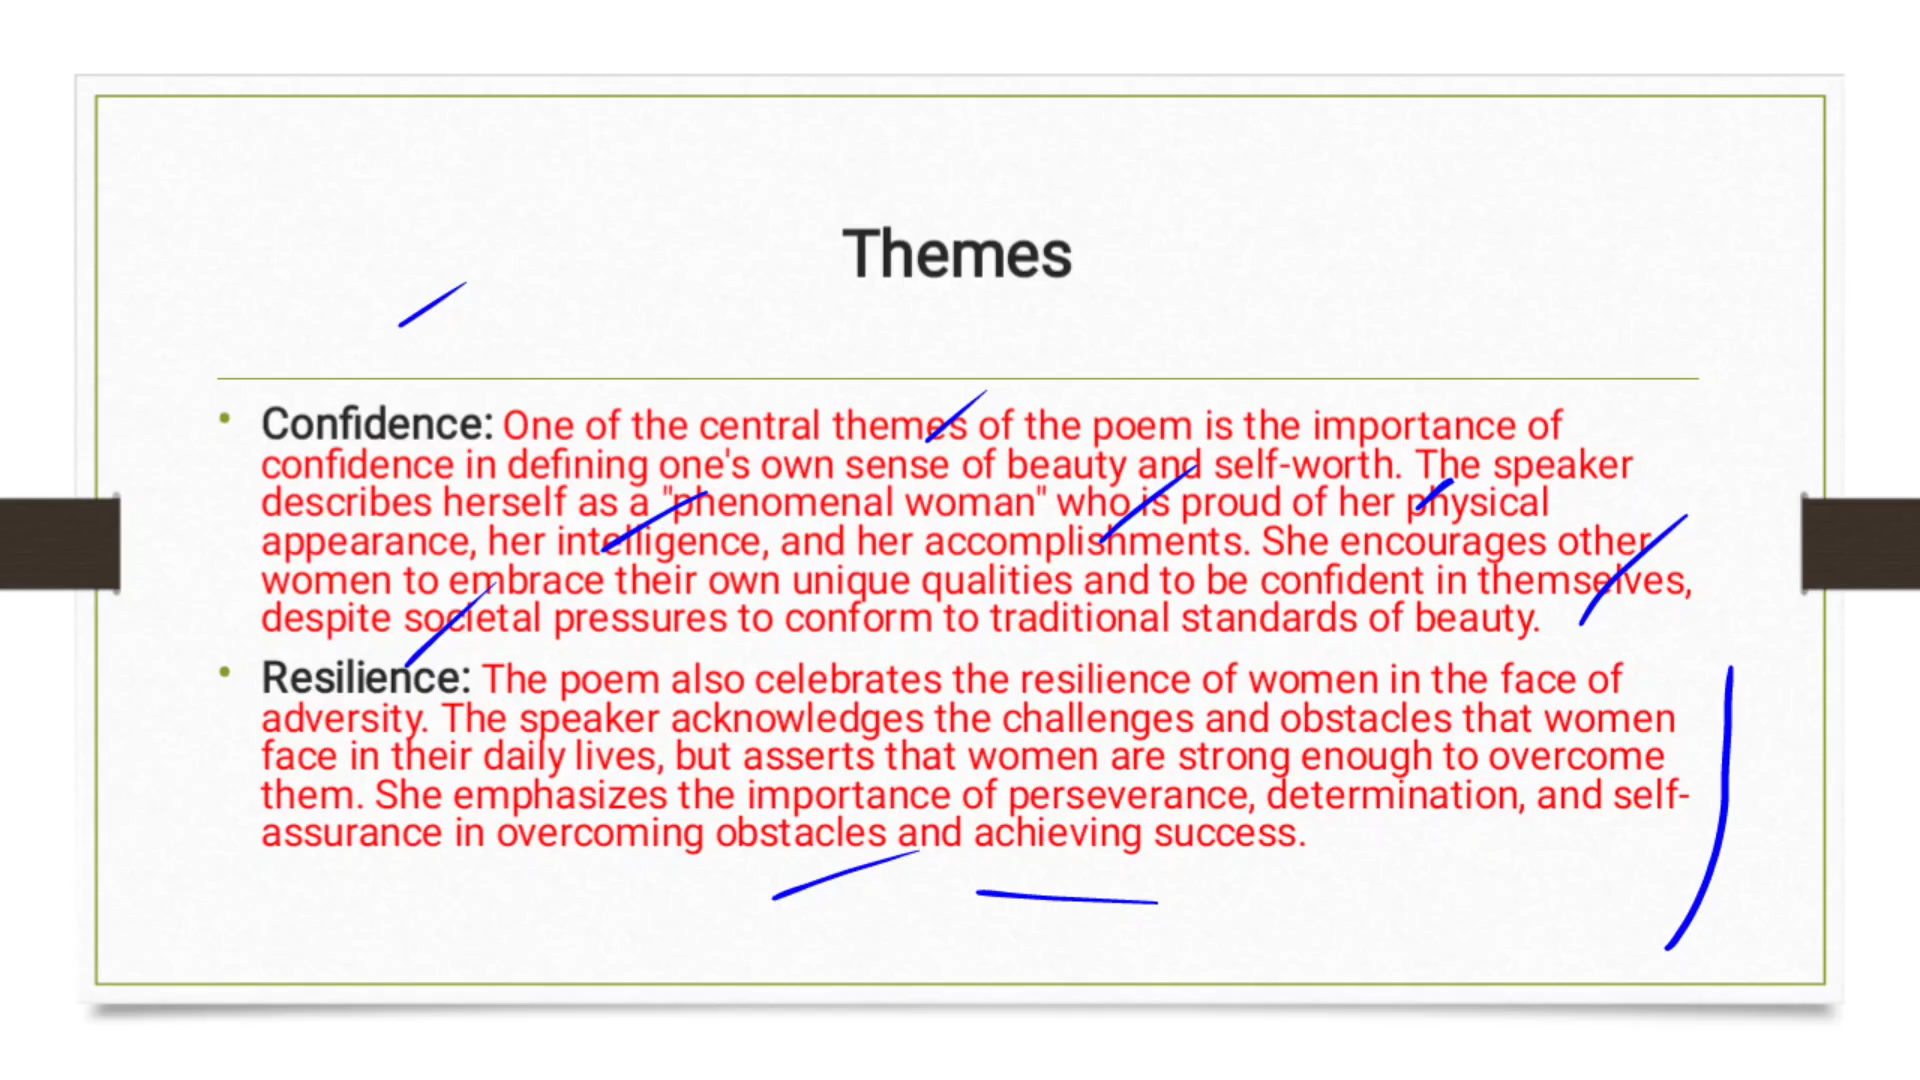 Themes
• Confidence: One of the central themes of the poem is the importance of
confidence in defining one's own sense of beauty and self-worth. The speaker
describes herself as a "phenomenal woman" who is proud of her physical
appearance, her intelligence, and her accomplishments. She encourages other
women to embrace their own unique qualities and to be confident in themselves,
despite societal pressures to conform to traditional standards of beauty.
• Resilience: The poem also celebrates the resilience of women in the face of
adversity. The speaker acknowledges the challenges and obstacles that women
face in their daily lives, but asserts that women are strong enough to overcome
them. She emphasizes the importance of perseverance, determination, and self-
assurance in overcoming obstacles and achieving success.